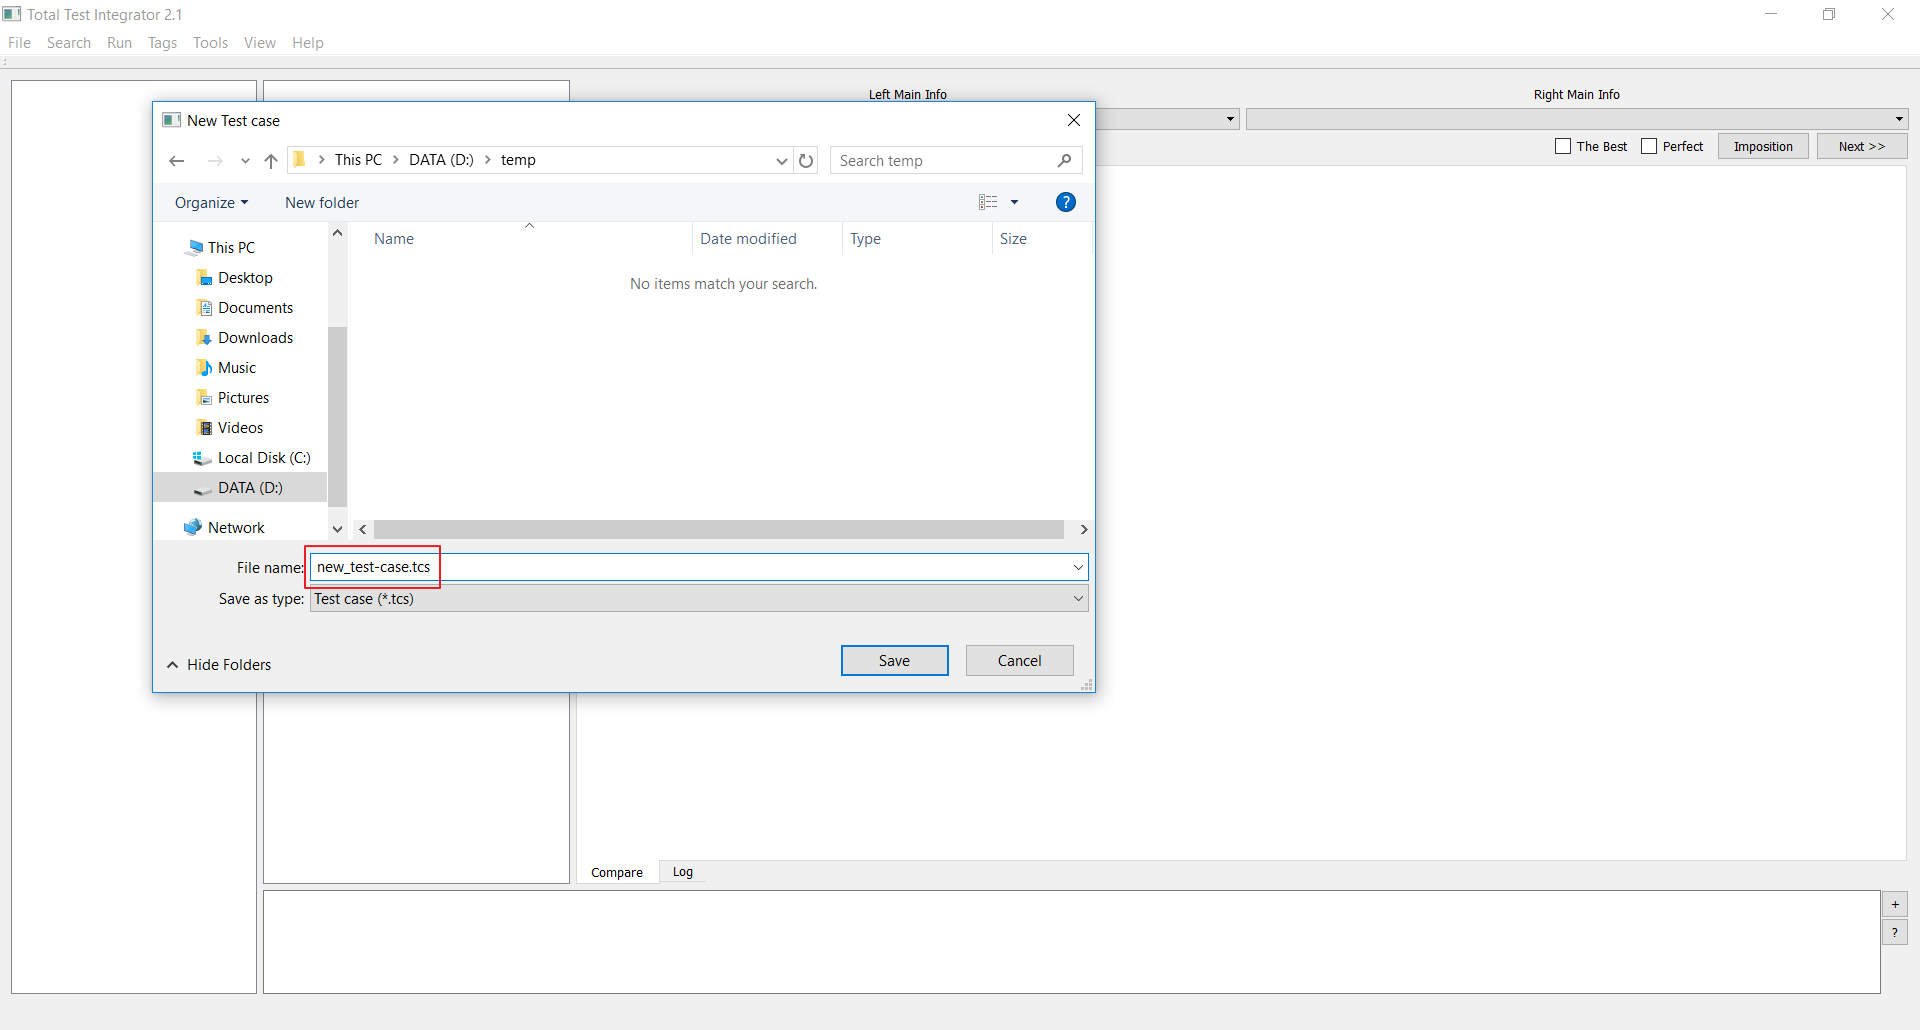 Total Test Integrator 2.1
File Search Run Tags Tools View Help
Left Main Info
Right Main Info
The Best Perfect Imposition Next >>
New Test case
This PC DATA (D:) temp
Search temp
Organize New folder
?
Name Date modified Type Size
No items match your search.
This PC
Desktop
Documents
Downloads
Music
Pictures
Videos
Local Disk (C:)
DATA (D:)
Network
File name: new_test-case.tcs
Save as type: Test case (*.tcs)
Hide Folders
Save Cancel
Compare Log
+
?